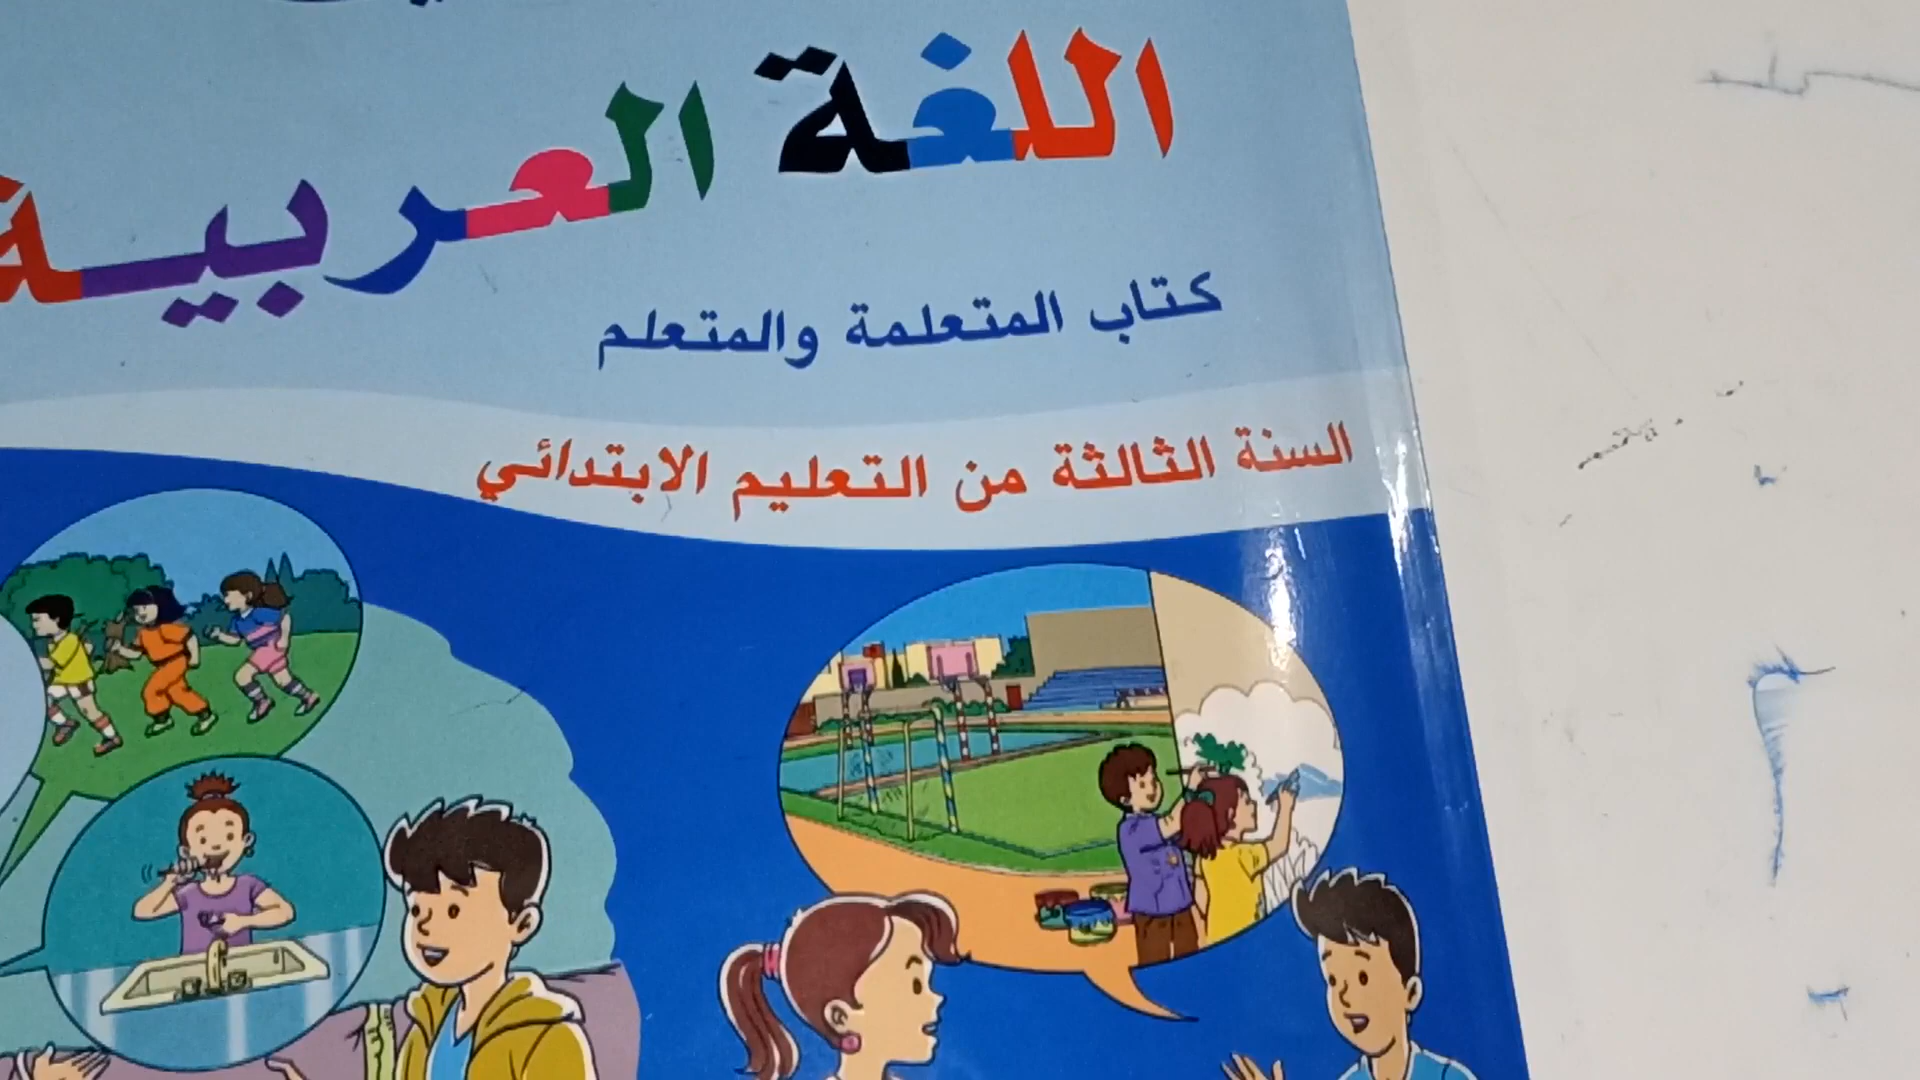 اللغة العربية
كتاب المتعلمة والمتعلم
السنة الثالثة من التعليم الابتدائي